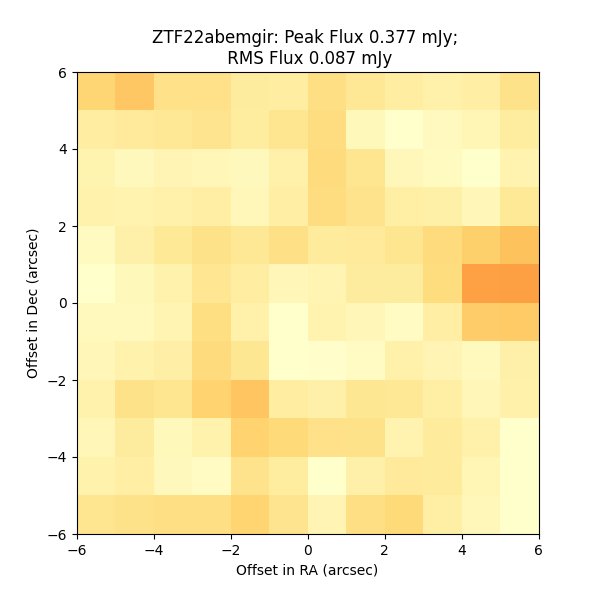 ZTF22abemgir: Peak Flux 0.377 mJy;
RMS Flux 0.087 mJy
6
4
2
0
−2
−4
−6
Offset in Dec (arcsec)
−6 −4 −2 0 2 4 6
Offset in RA (arcsec)